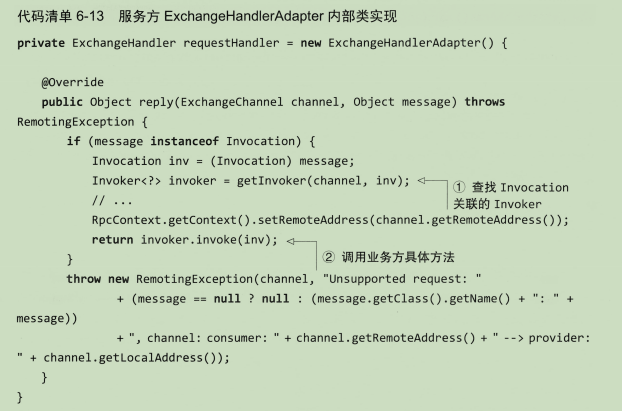 代码清单 6-13 服务方 ExchangeHandlerAdapter 内部类实现
private ExchangeHandler requestHandler = new ExchangeHandlerAdapter() {
@Override
public Object reply(ExchangeChannel channel, Object message) throws
RemotingException {
if (message instanceof Invocation) {
Invocation inv = (Invocation) message;
Invoker<?> invoker = getInvoker(channel, inv);
① 查找 Invocation
关联的 Invoker
// ...
RpcContext.getContext().setRemoteAddress(channel.getRemoteAddress());
return invoker.invoke(inv);
② 调用业务方具体方法
}
throw new RemotingException(channel, "Unsupported request: "
+ (message == null ? null : (message.getClass().getName() + ": " +
message))
+ ", channel: consumer: " + channel.getRemoteAddress() + " --> provider:
" + channel.getLocalAddress());
}
}